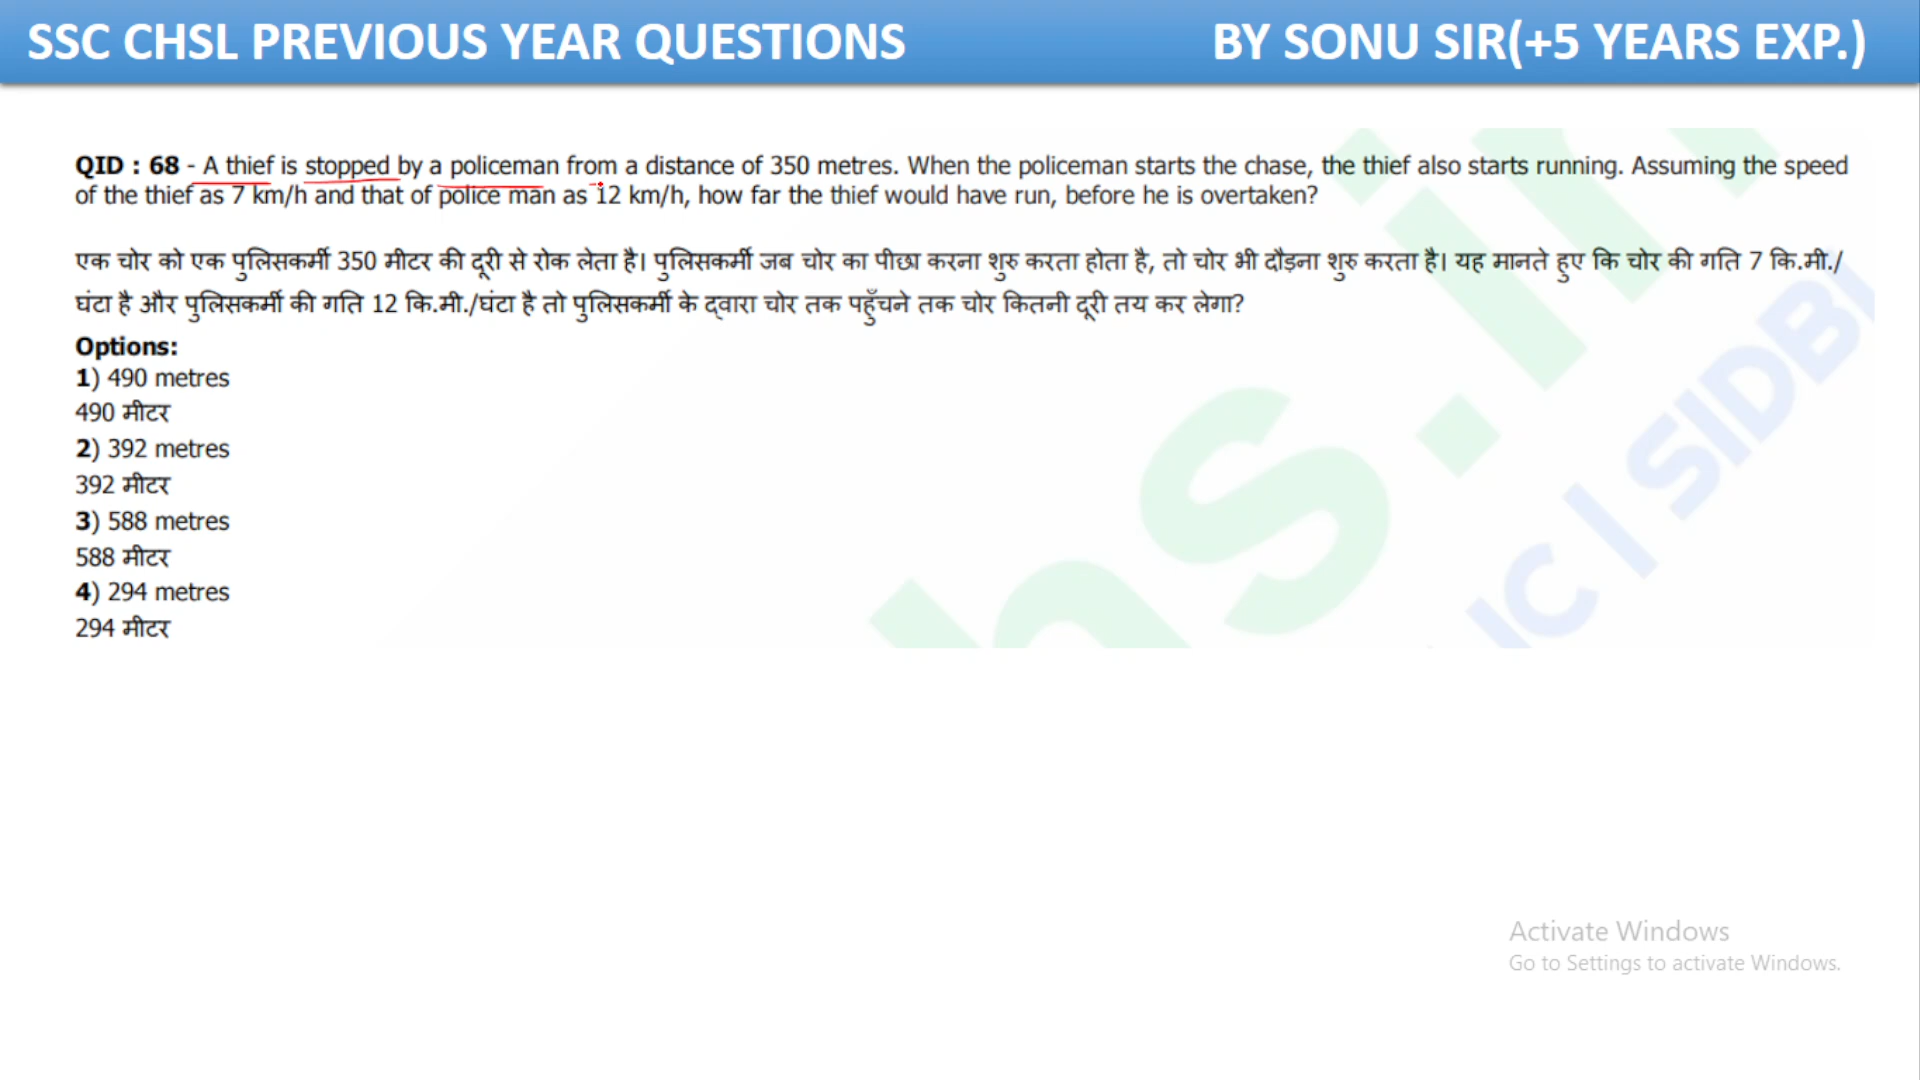 SSC CHSL PREVIOUS YEAR QUESTIONS
BY SONU SIR(+5 YEARS EXP.)
QID : 68 - A thief is stopped by a policeman from a distance of 350 metres. When the policeman starts the chase, the thief also starts running. Assuming the speed
of the thief as 7 km/h and that of police man as 12 km/h, how far the thief would have run, before he is overtaken?
एक चोर को एक पुलिसकर्मी 350 मीटर की दूरी से रोक लेता है। पुलिसकर्मी जब चोर का पीछा करना शुरु करता होता है, तो चोर भी दौड़ना शुरु करता है। यह मानते हुए कि चोर की गति 7 कि.मी./
घंटा है और पुलिसकर्मी की गति 12 कि.मी./घंटा है तो पुलिसकर्मी के द्वारा चोर तक पहुँचने तक चोर कितनी दूरी तय कर लेगा?
Options:
1) 490 metres
490 मीटर
2) 392 metres
392 मीटर
3) 588 metres
588 मीटर
4) 294 metres
294 मीटर
IC | SIDBI
Activate Windows
Go to Settings to activate Windows.